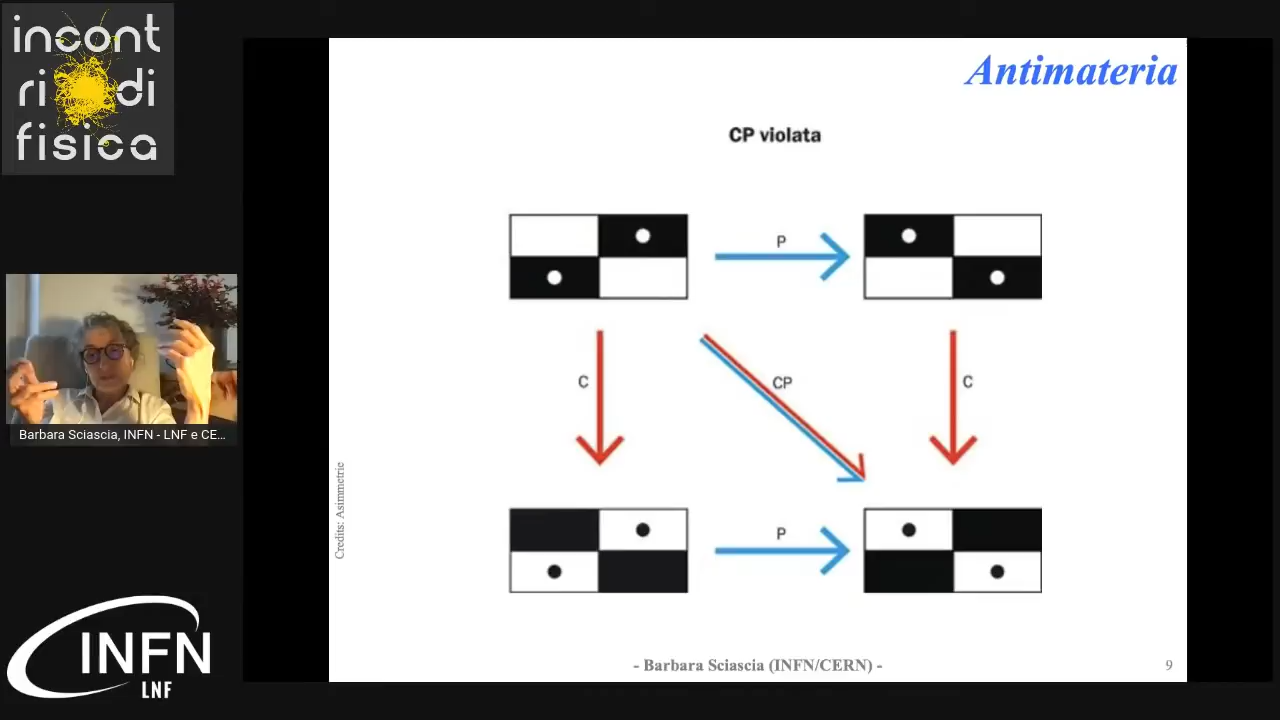 incont
ri di
fisica
Antimateria
CP violata
P
C
CP
C
P
Barbara Sciascia, INFN - LNF e CE...
Credits: Asimmetrie
INFN
LNF
- Barbara Sciascia (INFN/CERN) -
9